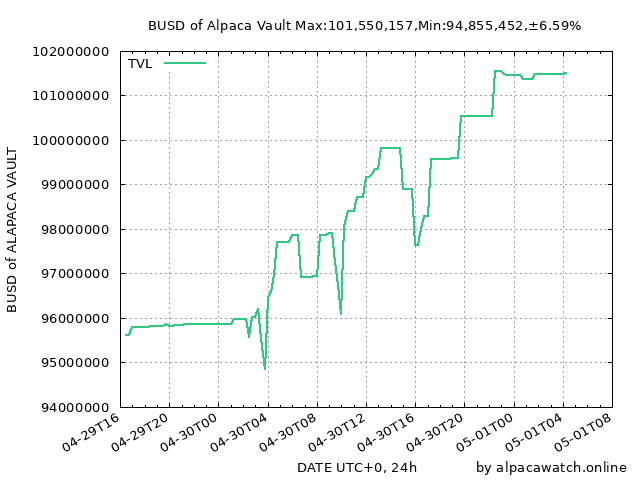 BUSD of Alpaca Vault Max:101,550,157,Min:94,855,452,±6.59%
TVL
102000000
101000000
100000000
99000000
98000000
97000000
96000000
95000000
94000000
BUSD of ALAPACA VAULT
04-29T16
04-29T20
04-30T00
04-30T04
04-30T08
04-30T12
04-30T16
04-30T20
05-01T00
05-01T04
05-01T08
DATE UTC+0, 24h
by alpacawatch.online